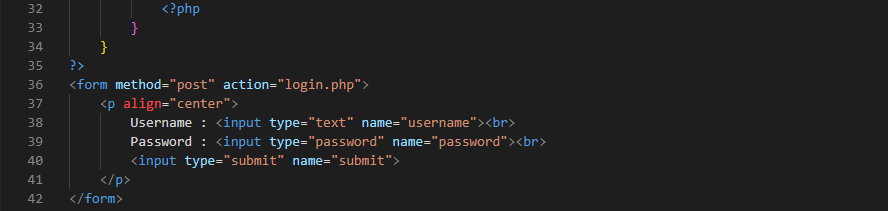 32 <?php
33 }
34 }
35 ?>
36 <form method="post" action="login.php">
37 <p align="center">
38 Username : <input type="text" name="username"><br>
39 Password : <input type="password" name="password"><br>
40 <input type="submit" name="submit">
41 </p>
42 </form>